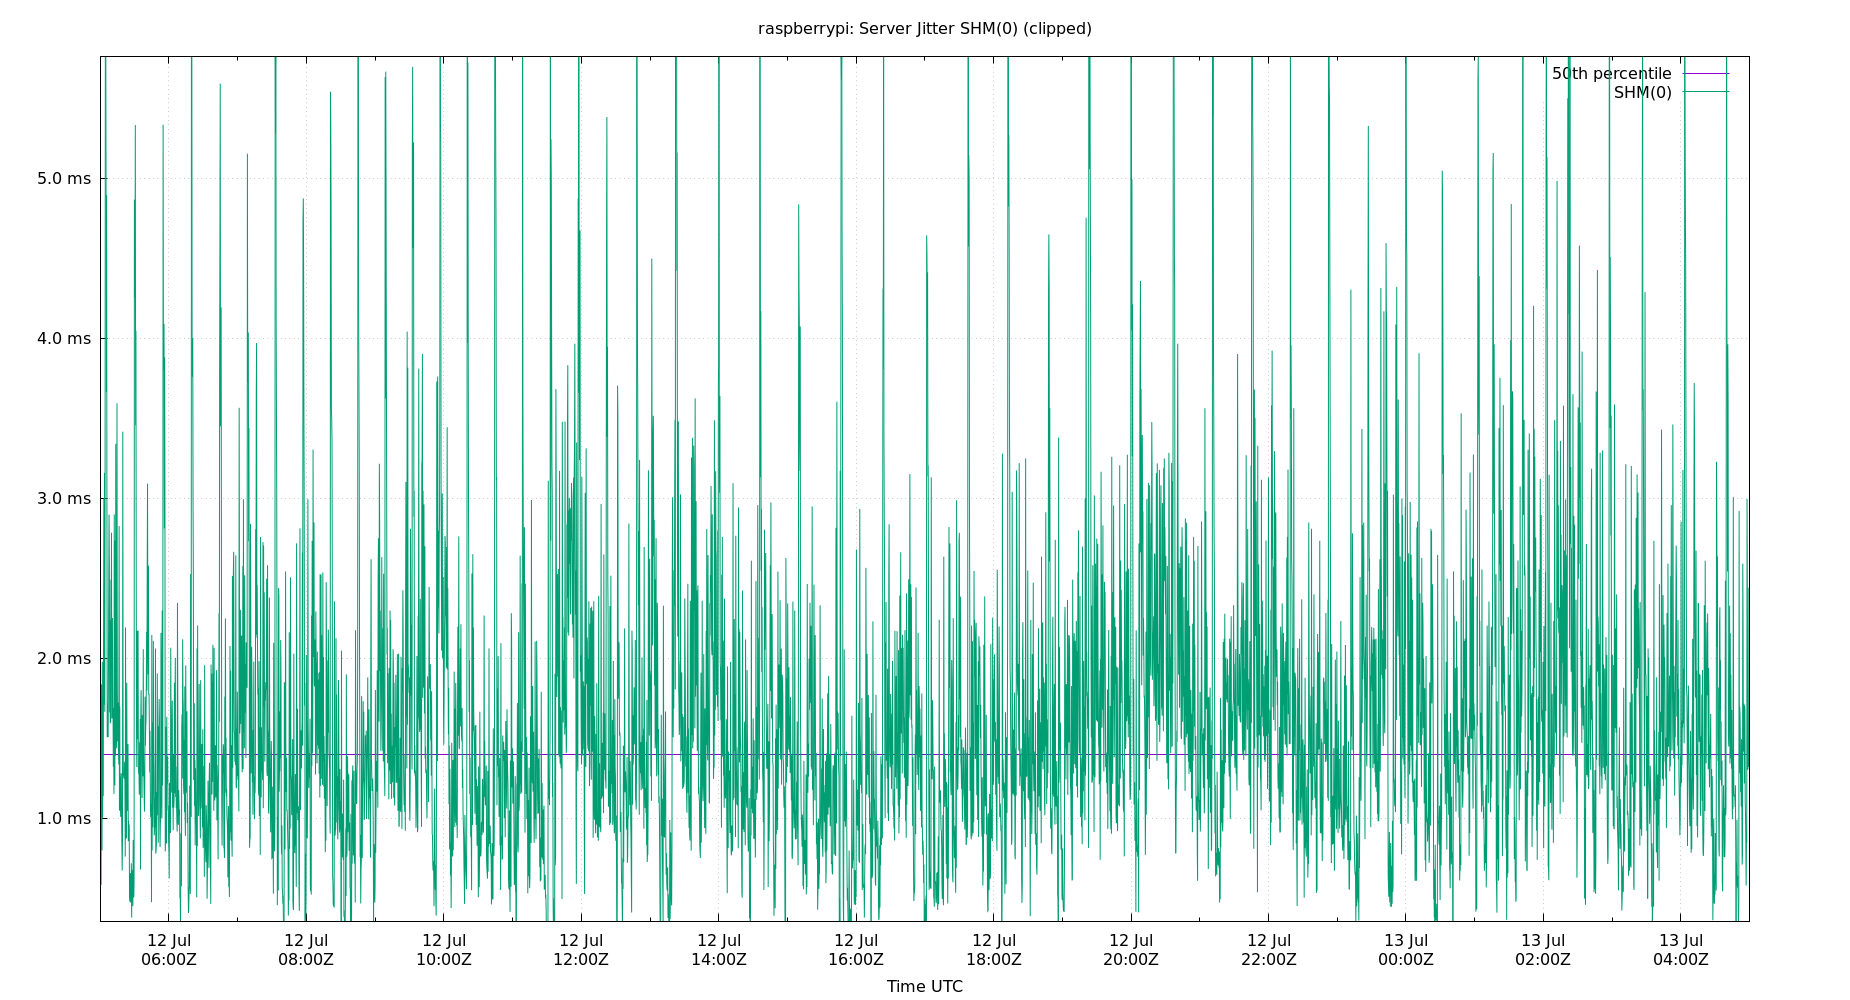 raspberrypi: Server Jitter SHM(0) (clipped)
50th percentile
SHM(0)
5.0 ms
4.0 ms
3.0 ms
2.0 ms
1.0 ms
12 Jul 12 Jul 12 Jul 12 Jul 12 Jul 12 Jul 12 Jul 12 Jul 12 Jul 13 Jul 13 Jul 13 Jul
06:00Z 08:00Z 10:00Z 12:00Z 14:00Z 16:00Z 18:00Z 20:00Z 22:00Z 00:00Z 02:00Z 04:00Z
Time UTC